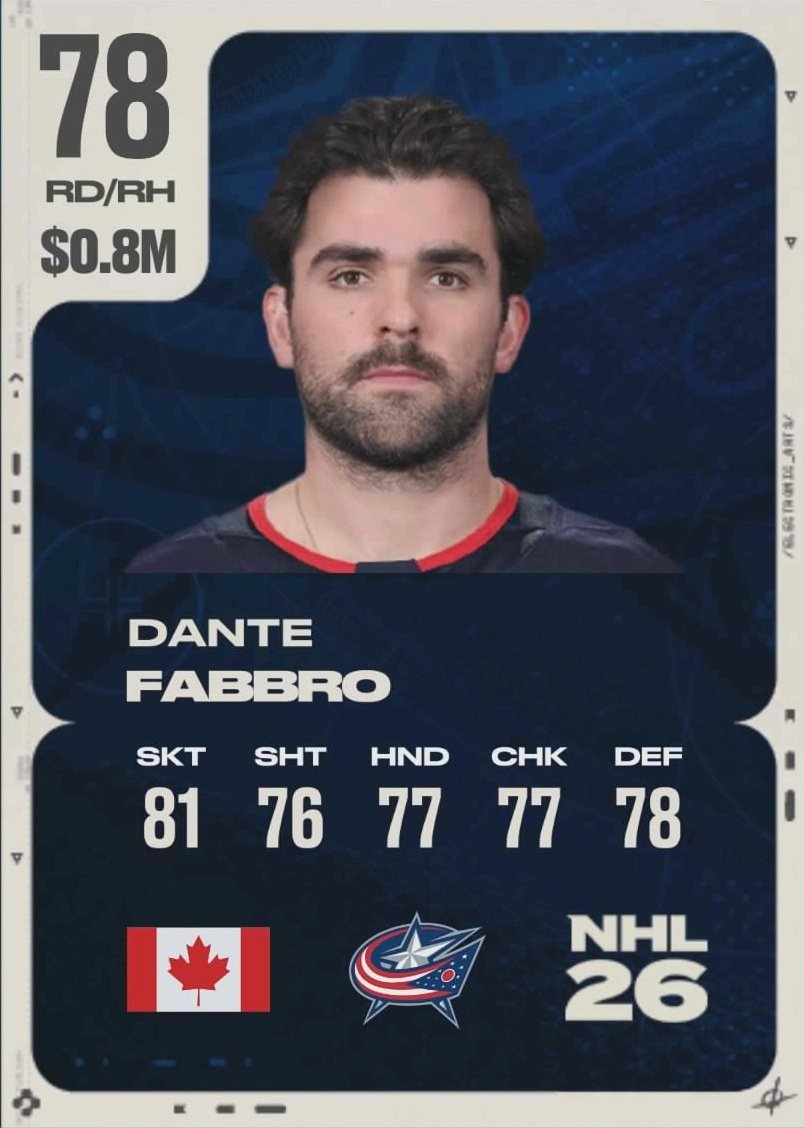 78
RD/RH
$0.8M
DANTE
FABBRO
SKT SHT HND CHK DEF
81 76 77 77 78
NHL
26